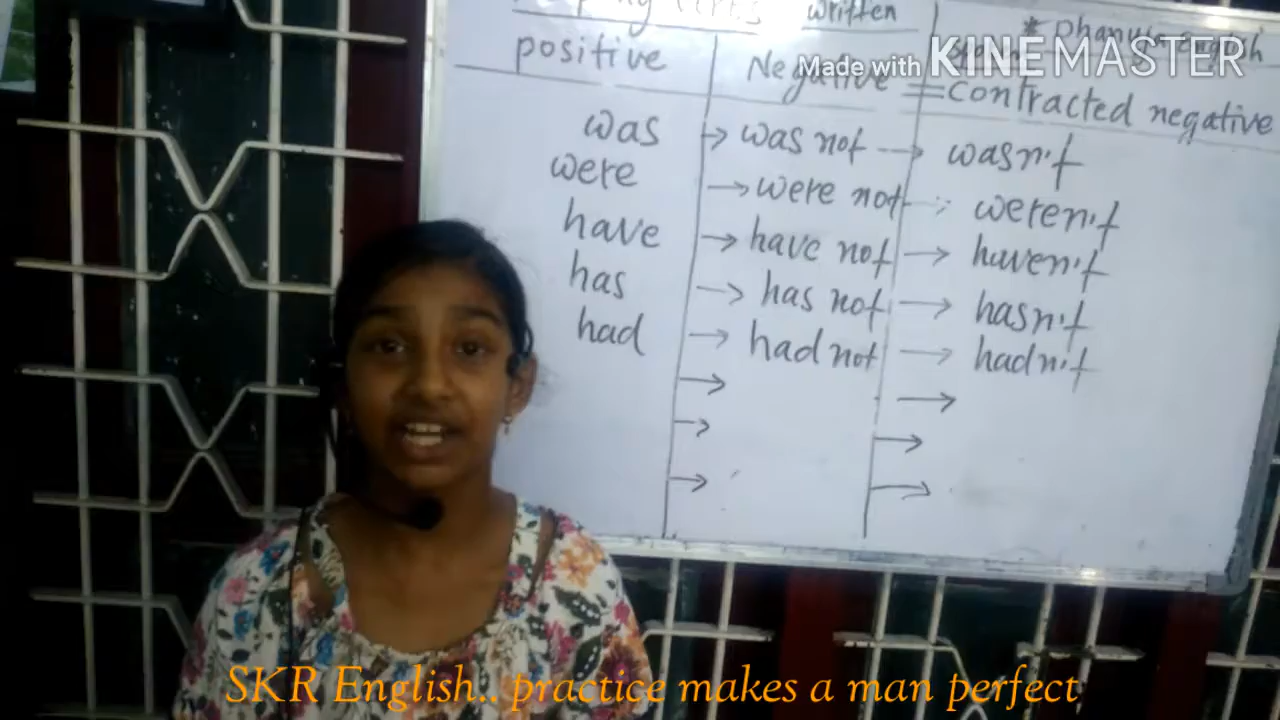 written
positive Negative = contracted negative
Made with KINEMASTER
was → was not → wasn't
were → were not → weren't
have → have not → haven't
has → has not → hasn't
had → had not → hadn't
→ →
→ →
→ →
SKR English.. practice makes a man perfect